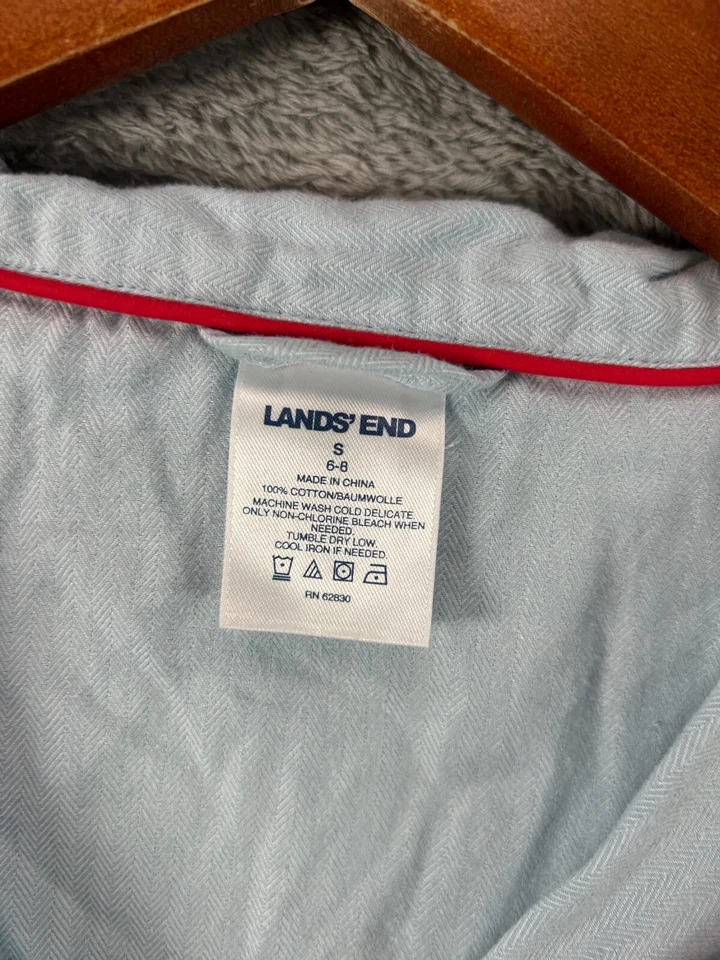 LANDS' END
S
6-8
MADE IN CHINA
100% COTTON/BAUMWOLLE
MACHINE WASH COLD DELICATE.
ONLY NON-CHLORINE BLEACH WHEN
NEEDED.
TUMBLE DRY LOW.
COOL IRON IF NEEDED.
RN 62830